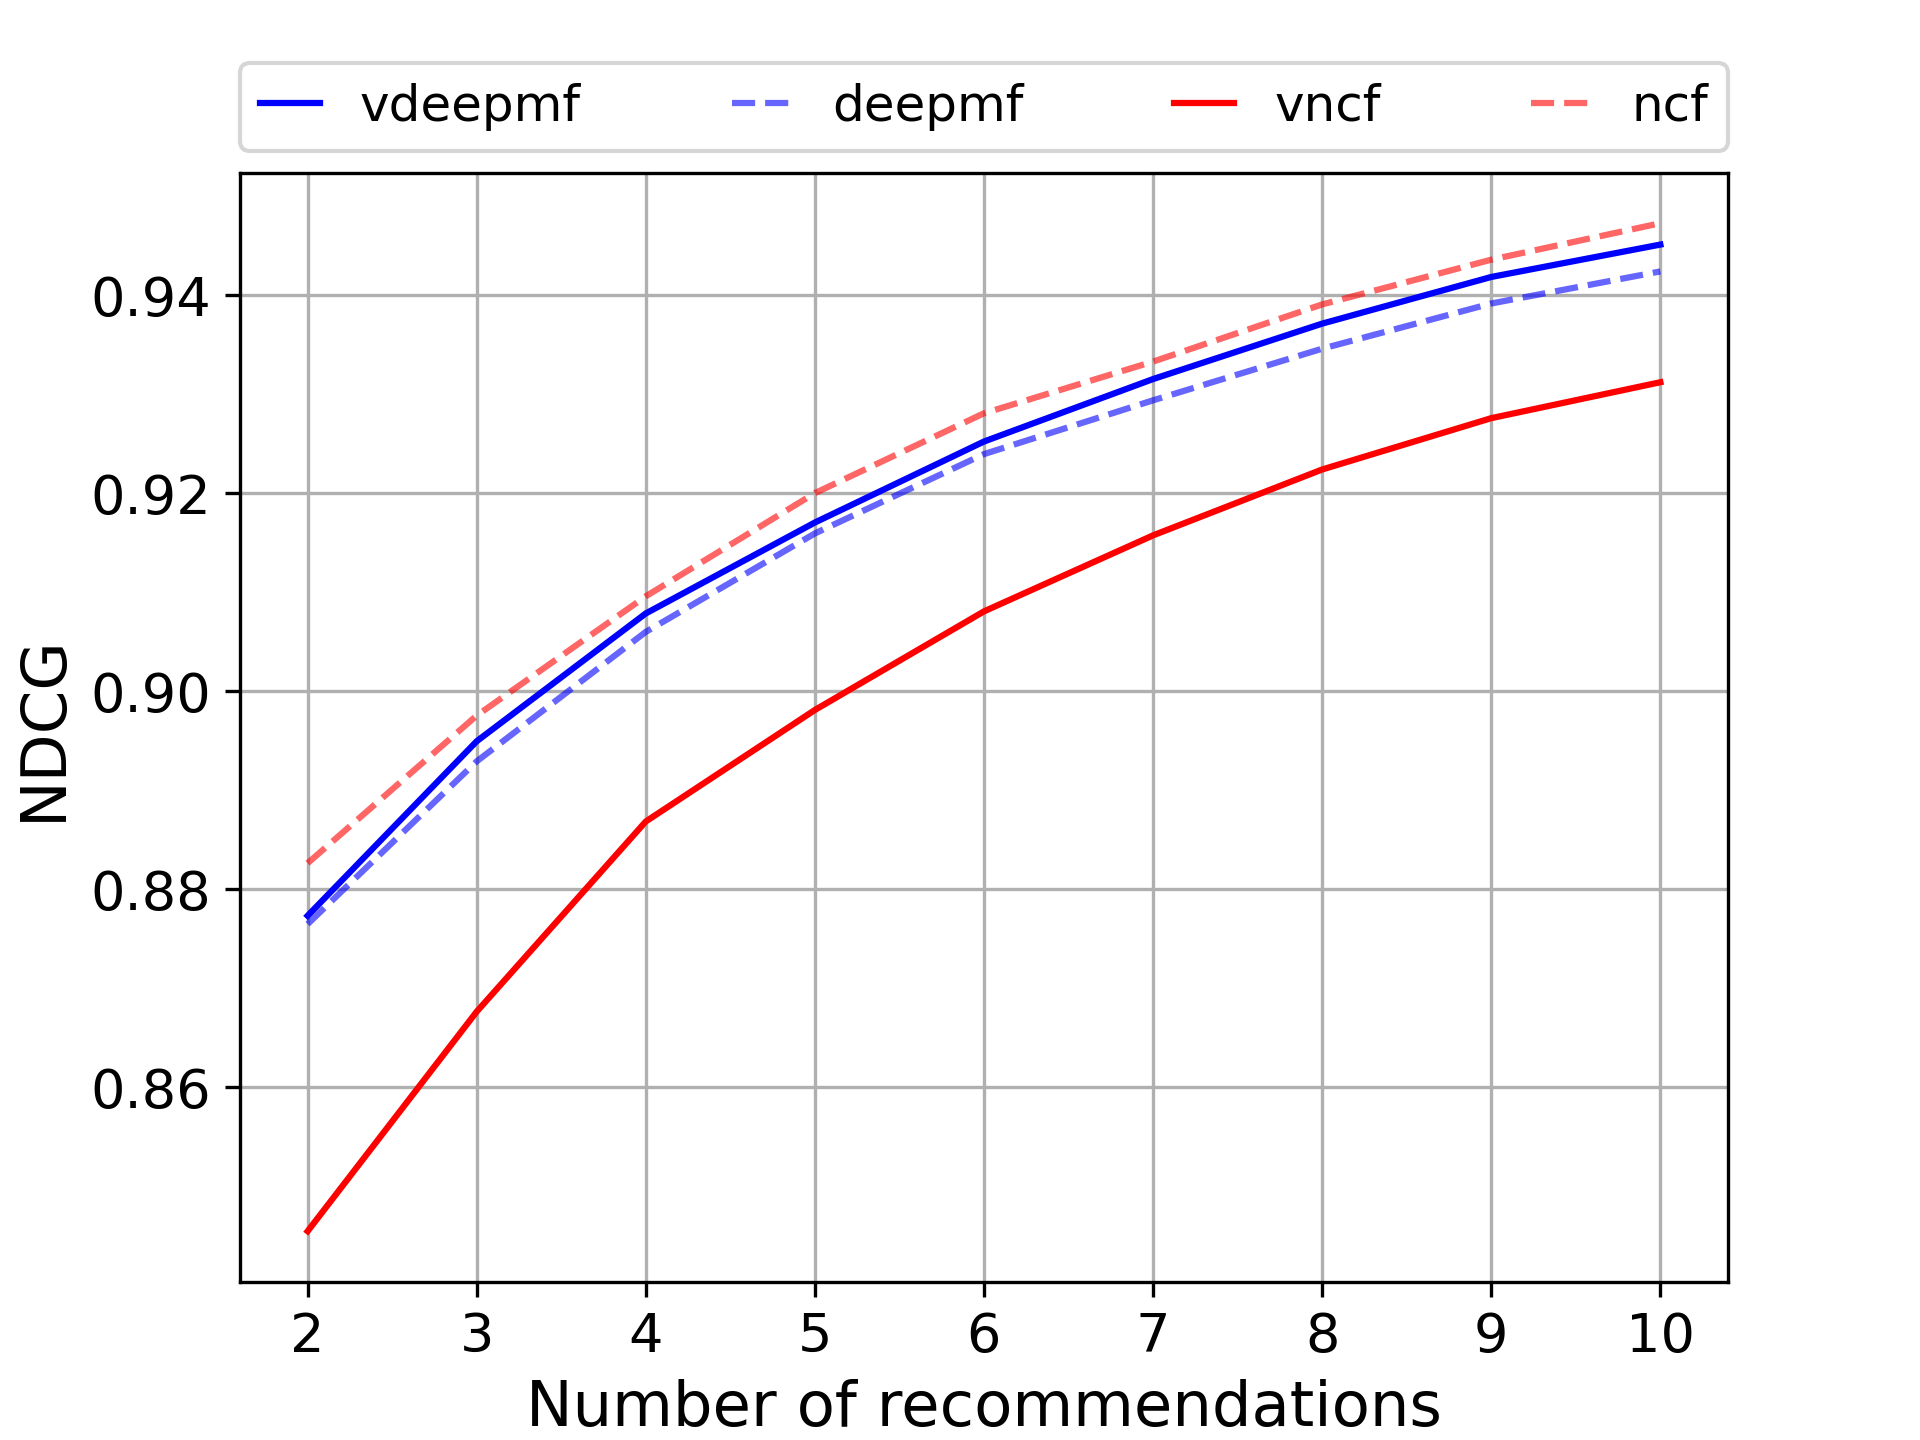 vdeepmf deepmf vncf ncf
0.94
0.92
0.90
0.88
0.86
NDCG
2 3 4 5 6 7 8 9 10
Number of recommendations